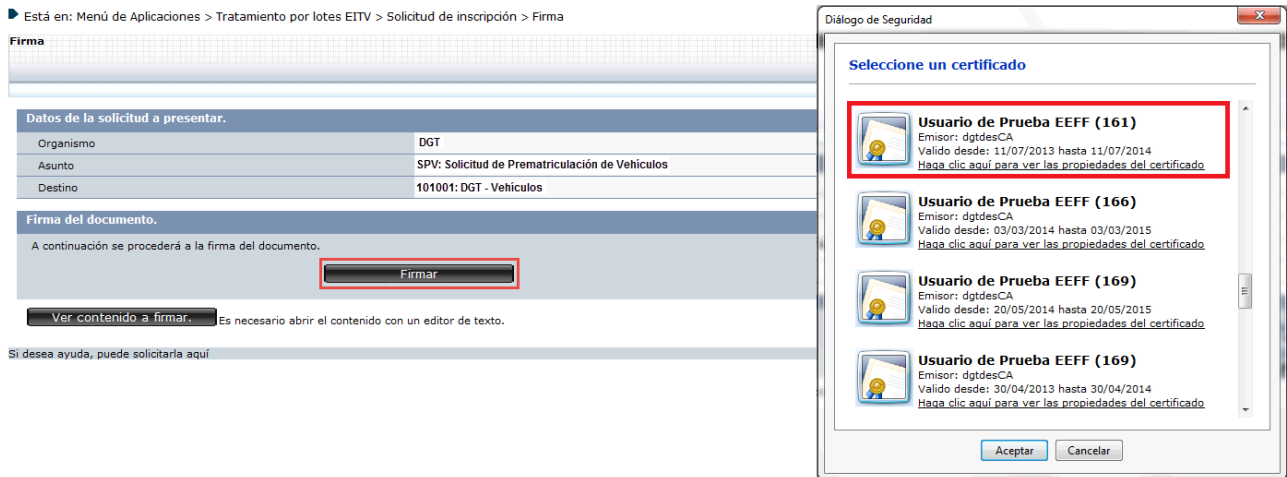 Está en: Menú de Aplicaciones > Tratamiento por lotes EITV > Solicitud de inscripción > Firma
Firma
Datos de la solicitud a presentar.
Organismo DGT
Asunto SPV: Solicitud de Prematriculación de Vehículos
Destino 101001: DGT - Vehículos
Firma del documento.
A continuación se procederá a la firma del documento.
Firmar
Ver contenido a firmar. Es necesario abrir el contenido con un editor de texto.
Si desea ayuda, puede solicitarla aquí
Diálogo de Seguridad
Seleccione un certificado
Usuario de Prueba EEFF (161)
Emisor: dgtdesCA
Valido desde: 11/07/2013 hasta 11/07/2014
Haga clic aquí para ver las propiedades del certificado
Usuario de Prueba EEFF (166)
Emisor: dgtdesCA
Valido desde: 03/03/2014 hasta 03/03/2015
Haga clic aquí para ver las propiedades del certificado
Usuario de Prueba EEFF (169)
Emisor: dgtdesCA
Valido desde: 20/05/2014 hasta 20/05/2015
Haga clic aquí para ver las propiedades del certificado
Usuario de Prueba EEFF (169)
Emisor: dgtdesCA
Valido desde: 30/04/2013 hasta 30/04/2014
Haga clic aquí para ver las propiedades del certificado
Aceptar Cancelar